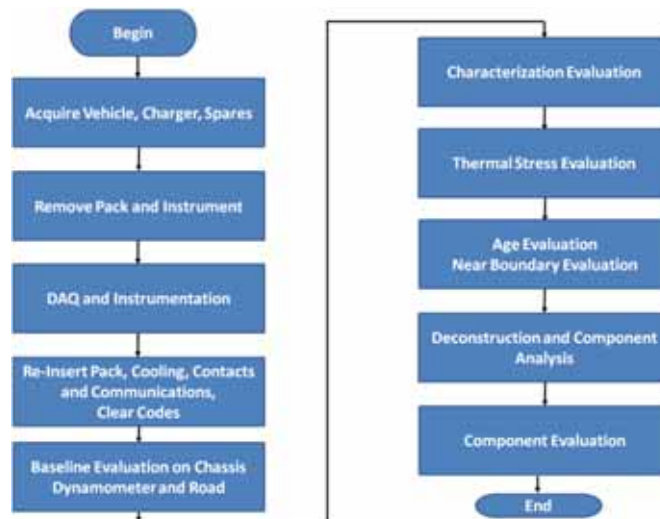 Begin
Acquire Vehicle, Charger, Spares
Remove Pack and Instrument
DAQ and Instrumentation
Re-Insert Pack, Cooling, Contacts
and Communications,
Clear Codes
Baseline Evaluation on Chassis
Dynamometer and Road
Characterization Evaluation
Thermal Stress Evaluation
Age Evaluation
Near Boundary Evaluation
Deconstruction and Component
Analysis
Component Evaluation
End